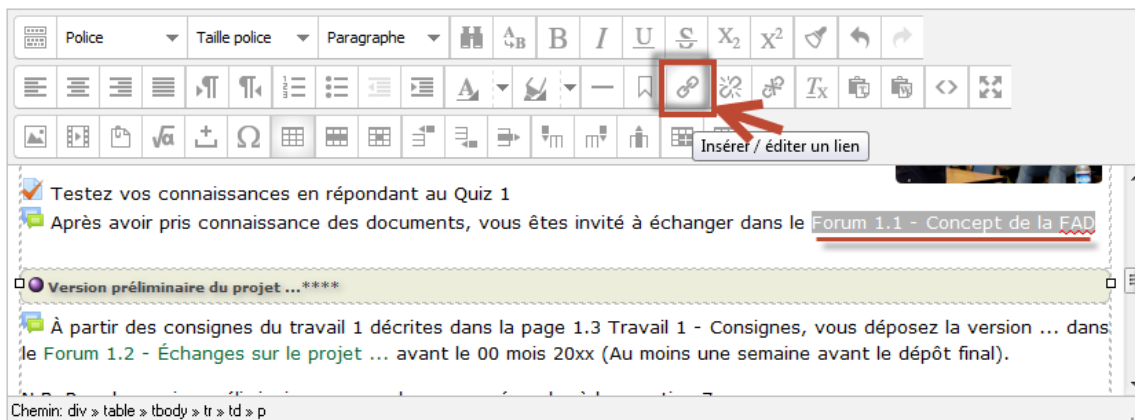 Police Taille police Paragraphe
Insérer / éditer un lien
Testez vos connaissances en répondant au Quiz 1
Après avoir pris connaissance des documents, vous êtes invité à échanger dans le Forum 1.1 - Concept de la FAD
Version préliminaire du projet ...****
À partir des consignes du travail 1 décrites dans la page 1.3 Travail 1 - Consignes, vous déposez la version ... dans
le Forum 1.2 - Échanges sur le projet ... avant le 00 mois 20xx (Au moins une semaine avant le dépôt final).
Chemin: div » table » tbody » tr » td » p